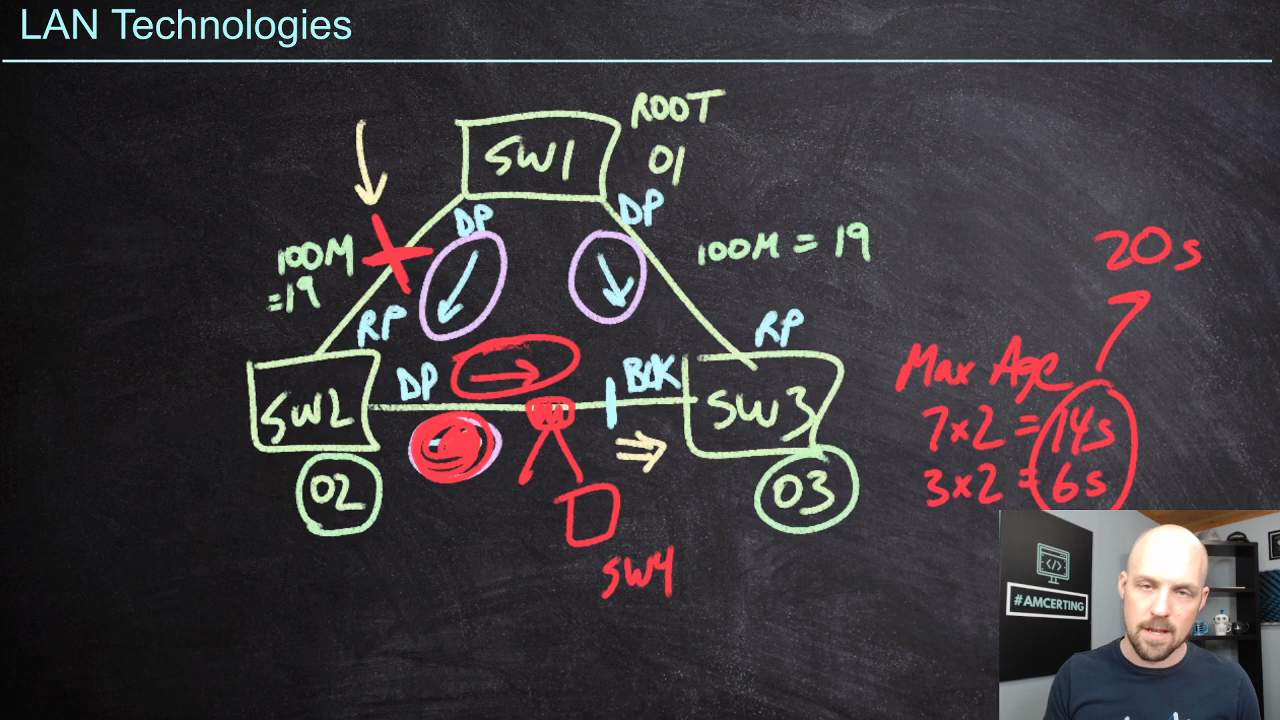 LAN Technologies
ROOT
SW1
01
DP
DP
100M
=19
100M = 19
20s
RP
RP
DP
BLK
Max Age
SW2
SW3
7x2 = 14s
3x2 = 6s
02
03
SW4
</>
#AMCERTING